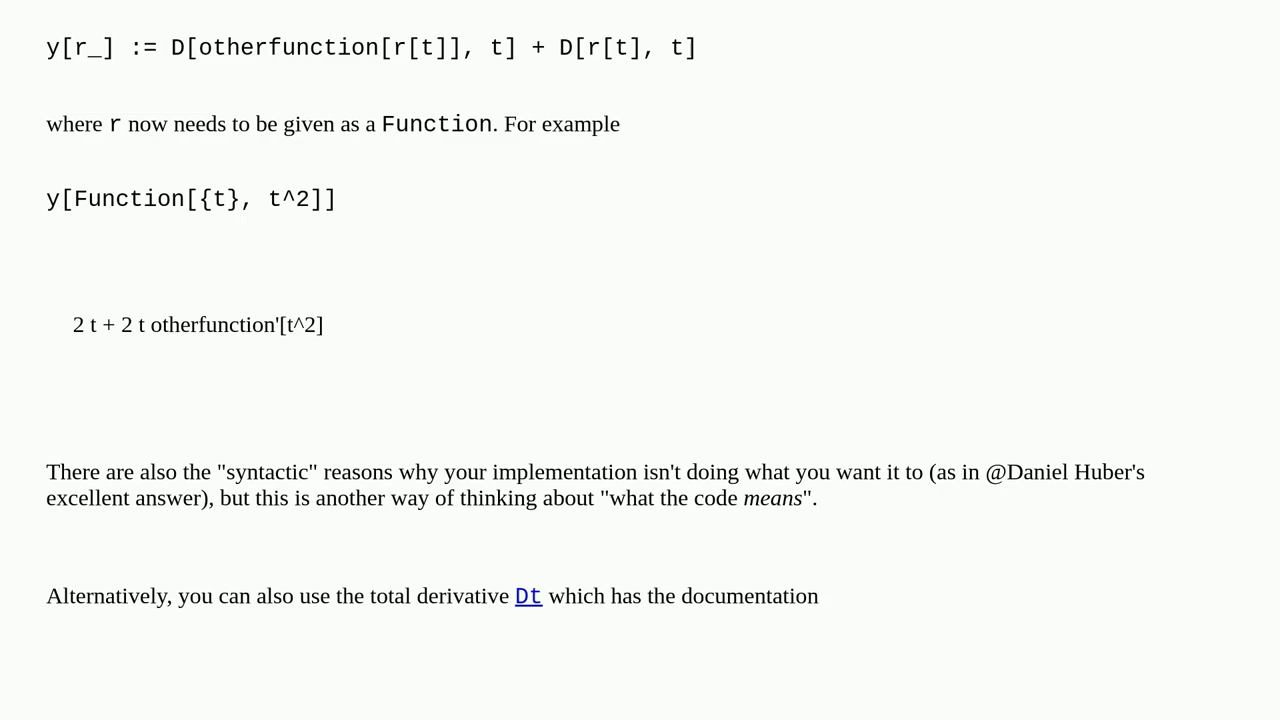 y[r_] := D[otherfunction[r[t]], t] + D[r[t], t]
where r now needs to be given as a Function. For example
y[Function[{t}, t^2]]
2 t + 2 t otherfunction'[t^2]
There are also the "syntactic" reasons why your implementation isn't doing what you want it to (as in @Daniel Huber's
excellent answer), but this is another way of thinking about "what the code means".
Alternatively, you can also use the total derivative Dt which has the documentation